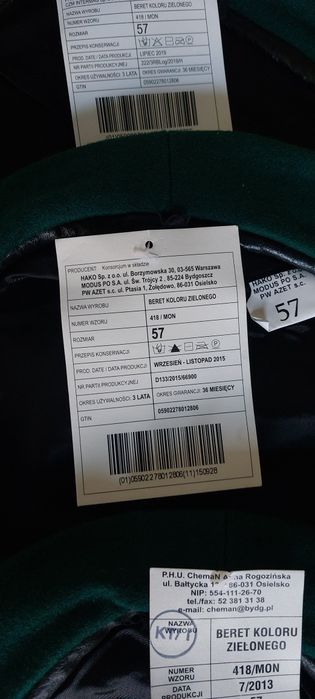 NAZWA WYROBU BERET KOLORU ZIELONEGO
NUMER WZORU 418 / MON
ROZMIAR 57
PRZEPIS KONSERWACJI
PROD. DATE / DATA PRODUKCJI LIPIEC 2019
NR PARTII PRODUKCYJNEJ
OKRES UŻYWALNOŚCI: 3 LATA OKRES GWARANCJI: 36 MIESIĘCY
GTIN 05902278012806
PRODUCENT Konsorcjum w składzie
HAKO Sp. z o.o. ul. Borzymowska 30, 03-565 Warszawa
MODUS PO S.A. ul. Św. Trójcy 2 , 85-224 Bydgoszcz
PW AZET s.c. ul. Ptasia 1, Żołędowo, 86-031 Osielsko
NAZWA WYROBU BERET KOLORU ZIELONEGO
NUMER WZORU 418 / MON
ROZMIAR 57
PRZEPIS KONSERWACJI
PROD. DATE / DATA PRODUKCJI WRZESIEŃ - LISTOPAD 2015
NR PARTII PRODUKCYJNEJ D133/2015/66900
OKRES UŻYWALNOŚCI: 3 LATA OKRES GWARANCJI: 36 MIESIĘCY
GTIN 05902278012806
(01)05902278012806(11)150928
HAKO Sp. z o.o.
MODUS PO S.A.
PW AZET s.c.
57
P.H.U. ChemaN Anna Rogozińska
ul. Bałtycka 86-031 Osielsko
NIP: 554-111-26-70
tel./fax: 52 381 31 38
e-mail: cheman@bydg.pl
NAZWA WYROBU BERET KOLORU
ZIELONEGO
NUMER WZORU 418/MON
DATA PRODUKCJI 7/2013
57